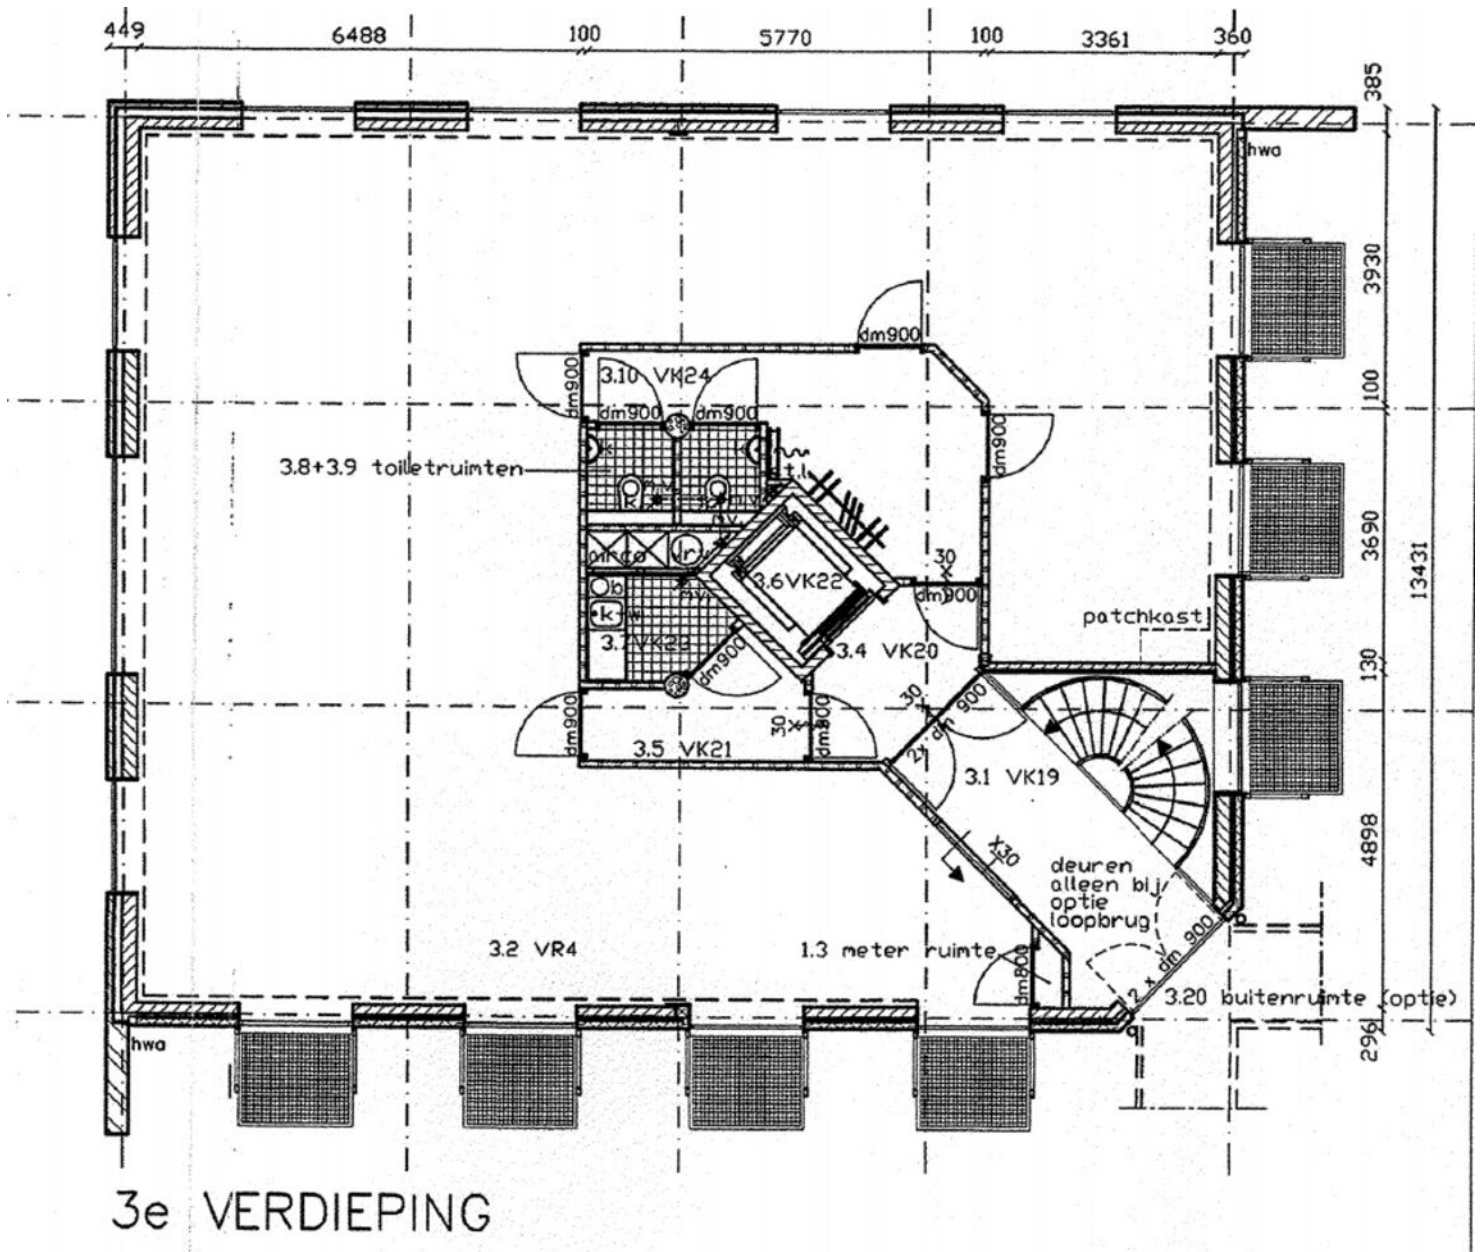 449 6488 100 5770 100 3361 360
385
hwa
3930
dm900
dm900
3.10 VK24
dm900 dm900
100
dm900
3.8+3.9 toiletruimten
t.l.
m.v.
m.v.
3690
13431
30
3.6VK22
dm900
b
k w
m.v.
patchkast
3.7VK23
3.4 VK20
130
dm900
30
dm900
30
dm900
2x dm 900
3.5 VK21
3.1 VK19
4898
X30
deuren
alleen bij
optie
loopbrug
3.2 VR4
1.3 meter ruimte
dm800
2 x dm 900
3.20 buitenruimte (optie)
296
hwa
3e VERDIEPING